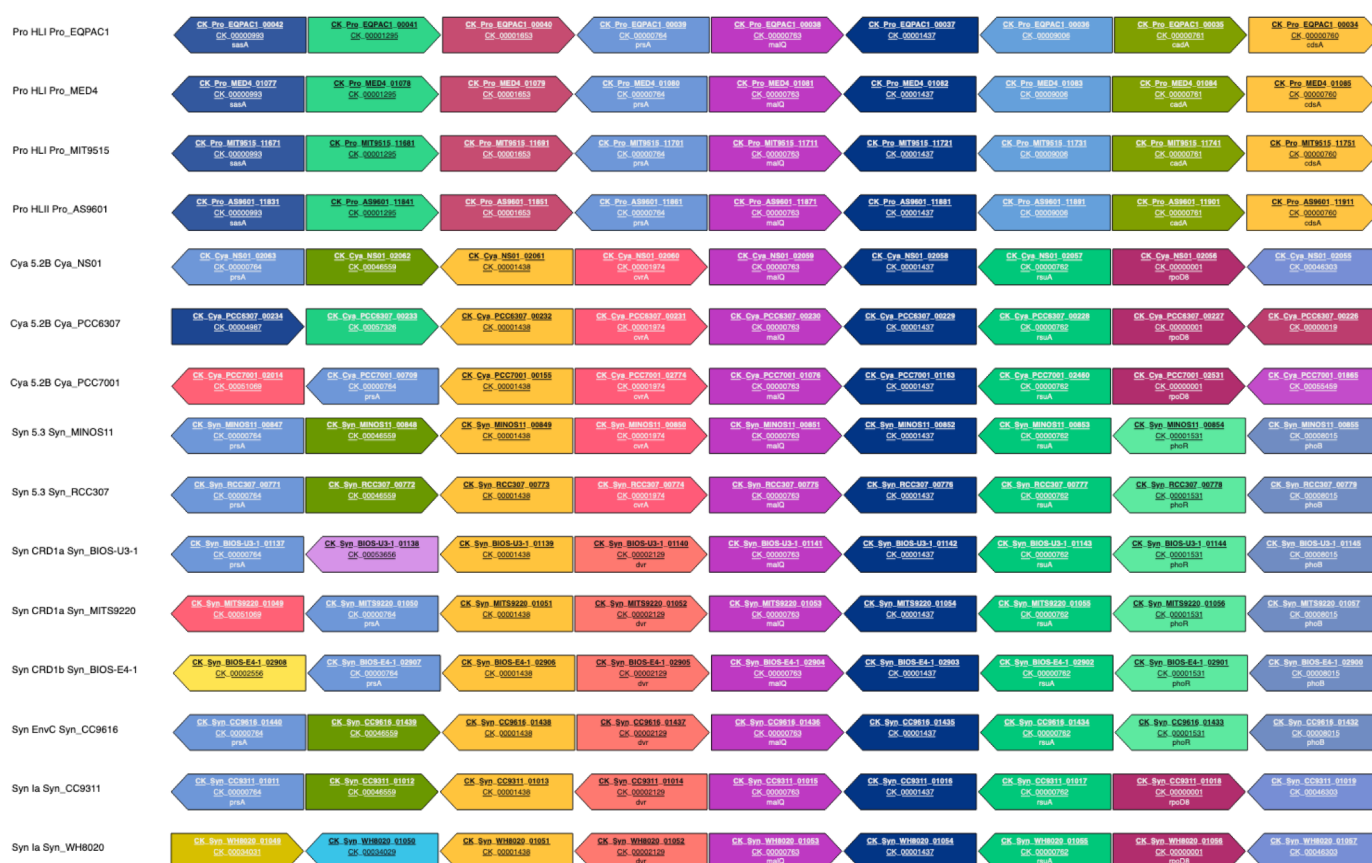 Pro HLI Pro_EQPAC1
CK_Pro_EQPAC1_00042 CK_Pro_EQPAC1_00041 CK_Pro_EQPAC1_00040 CK_Pro_EQPAC1_00039 CK_Pro_EQPAC1_00038 CK_Pro_EQPAC1_00037 CK_Pro_EQPAC1_00036 CK_Pro_EQPAC1_00035 CK_Pro_EQPAC1_00034
CK_00000993 CK_00001295 CK_00001653 CK_00000764 CK_00000763 CK_00001437 CK_00009006 CK_00000761 CK_00000760
sasA prsA malQ cadA cdsA
Pro HLI Pro_MED4
CK_Pro_MED4_01077 CK_Pro_MED4_01078 CK_Pro_MED4_01079 CK_Pro_MED4_01080 CK_Pro_MED4_01081 CK_Pro_MED4_01082 CK_Pro_MED4_01083 CK_Pro_MED4_01084 CK_Pro_MED4_01085
CK_00000993 CK_00001295 CK_00001653 CK_00000764 CK_00000763 CK_00001437 CK_00009006 CK_00000761 CK_00000760
sasA prsA malQ cadA cdsA
Pro HLI Pro_MIT9515
CK_Pro_MIT9515_11671 CK_Pro_MIT9515_11681 CK_Pro_MIT9515_11691 CK_Pro_MIT9515_11701 CK_Pro_MIT9515_11711 CK_Pro_MIT9515_11721 CK_Pro_MIT9515_11731 CK_Pro_MIT9515_11741 CK_Pro_MIT9515_11751
CK_00000993 CK_00001295 CK_00001653 CK_00000764 CK_00000763 CK_00001437 CK_00009006 CK_00000761 CK_00000760
sasA prsA malQ cadA cdsA
Pro HLII Pro_AS9601
CK_Pro_AS9601_11831 CK_Pro_AS9601_11841 CK_Pro_AS9601_11851 CK_Pro_AS9601_11861 CK_Pro_AS9601_11871 CK_Pro_AS9601_11881 CK_Pro_AS9601_11891 CK_Pro_AS9601_11901 CK_Pro_AS9601_11911
CK_00000993 CK_00001295 CK_00001653 CK_00000764 CK_00000763 CK_00001437 CK_00009006 CK_00000761 CK_00000760
sasA prsA malQ cadA cdsA
Cya 5.2B Cya_NS01
CK_Cya_NS01_02063 CK_Cya_NS01_02062 CK_Cya_NS01_02061 CK_Cya_NS01_02060 CK_Cya_NS01_02059 CK_Cya_NS01_02058 CK_Cya_NS01_02057 CK_Cya_NS01_02056 CK_Cya_NS01_02055
CK_00000764 CK_00046559 CK_00001438 CK_00001974 CK_00000763 CK_00001437 CK_00000762 CK_00000001 CK_00046303
prsA cvrA malQ rsuA rpoD8
Cya 5.2B Cya_PCC6307
CK_Cya_PCC6307_00234 CK_Cya_PCC6307_00233 CK_Cya_PCC6307_00232 CK_Cya_PCC6307_00231 CK_Cya_PCC6307_00230 CK_Cya_PCC6307_00229 CK_Cya_PCC6307_00228 CK_Cya_PCC6307_00227 CK_Cya_PCC6307_00226
CK_00004987 CK_00057326 CK_00001438 CK_00001974 CK_00000763 CK_00001437 CK_00000762 CK_00000001 CK_00000019
cvrA malQ rsuA rpoD8
Cya 5.2B Cya_PCC7001
CK_Cya_PCC7001_02014 CK_Cya_PCC7001_00709 CK_Cya_PCC7001_00155 CK_Cya_PCC7001_02774 CK_Cya_PCC7001_01076 CK_Cya_PCC7001_01163 CK_Cya_PCC7001_02460 CK_Cya_PCC7001_02531 CK_Cya_PCC7001_01865
CK_00051069 CK_00000764 CK_00001438 CK_00001974 CK_00000763 CK_00001437 CK_00000762 CK_00000001 CK_00055459
prsA cvrA malQ rsuA rpoD8
Syn 5.3 Syn_MINOS11
CK_Syn_MINOS11_00847 CK_Syn_MINOS11_00848 CK_Syn_MINOS11_00849 CK_Syn_MINOS11_00850 CK_Syn_MINOS11_00851 CK_Syn_MINOS11_00852 CK_Syn_MINOS11_00853 CK_Syn_MINOS11_00854 CK_Syn_MINOS11_00855
CK_00000764 CK_00046559 CK_00001438 CK_00001974 CK_00000763 CK_00001437 CK_00000762 CK_00001531 CK_00008015
prsA cvrA malQ rsuA phoR phoB
Syn 5.3 Syn_RCC307
CK_Syn_RCC307_00771 CK_Syn_RCC307_00772 CK_Syn_RCC307_00773 CK_Syn_RCC307_00774 CK_Syn_RCC307_00775 CK_Syn_RCC307_00776 CK_Syn_RCC307_00777 CK_Syn_RCC307_00778 CK_Syn_RCC307_00779
CK_00000764 CK_00046559 CK_00001438 CK_00001974 CK_00000763 CK_00001437 CK_00000762 CK_00001531 CK_00008015
prsA cvrA malQ rsuA phoR phoB
Syn CRD1a Syn_BIOS-U3-1
CK_Syn_BIOS-U3-1_01137 CK_Syn_BIOS-U3-1_01138 CK_Syn_BIOS-U3-1_01139 CK_Syn_BIOS-U3-1_01140 CK_Syn_BIOS-U3-1_01141 CK_Syn_BIOS-U3-1_01142 CK_Syn_BIOS-U3-1_01143 CK_Syn_BIOS-U3-1_01144 CK_Syn_BIOS-U3-1_01145
CK_00000764 CK_00053656 CK_00001438 CK_00002129 CK_00000763 CK_00001437 CK_00000762 CK_00001531 CK_00008015
prsA dvr malQ rsuA phoR phoB
Syn CRD1a Syn_MITS9220
CK_Syn_MITS9220_01049 CK_Syn_MITS9220_01050 CK_Syn_MITS9220_01051 CK_Syn_MITS9220_01052 CK_Syn_MITS9220_01053 CK_Syn_MITS9220_01054 CK_Syn_MITS9220_01055 CK_Syn_MITS9220_01056 CK_Syn_MITS9220_01057
CK_00051069 CK_00000764 CK_00001438 CK_00002129 CK_00000763 CK_00001437 CK_00000762 CK_00001531 CK_00008015
prsA dvr malQ rsuA phoR phoB
Syn CRD1b Syn_BIOS-E4-1
CK_Syn_BIOS-E4-1_02908 CK_Syn_BIOS-E4-1_02907 CK_Syn_BIOS-E4-1_02906 CK_Syn_BIOS-E4-1_02905 CK_Syn_BIOS-E4-1_02904 CK_Syn_BIOS-E4-1_02903 CK_Syn_BIOS-E4-1_02902 CK_Syn_BIOS-E4-1_02901 CK_Syn_BIOS-E4-1_02900
CK_00002556 CK_00000764 CK_00001438 CK_00002129 CK_00000763 CK_00001437 CK_00000762 CK_00001531 CK_00008015
prsA dvr malQ rsuA phoR phoB
Syn EnvC Syn_CC9616
CK_Syn_CC9616_01440 CK_Syn_CC9616_01439 CK_Syn_CC9616_01438 CK_Syn_CC9616_01437 CK_Syn_CC9616_01436 CK_Syn_CC9616_01435 CK_Syn_CC9616_01434 CK_Syn_CC9616_01433 CK_Syn_CC9616_01432
CK_00000764 CK_00046559 CK_00001438 CK_00002129 CK_00000763 CK_00001437 CK_00000762 CK_00001531 CK_00008015
prsA dvr malQ rsuA phoR phoB
Syn Ia Syn_CC9311
CK_Syn_CC9311_01011 CK_Syn_CC9311_01012 CK_Syn_CC9311_01013 CK_Syn_CC9311_01014 CK_Syn_CC9311_01015 CK_Syn_CC9311_01016 CK_Syn_CC9311_01017 CK_Syn_CC9311_01018 CK_Syn_CC9311_01019
CK_00000764 CK_00046559 CK_00001438 CK_00002129 CK_00000763 CK_00001437 CK_00000762 CK_00000001 CK_00046303
prsA dvr malQ rsuA rpoD8
Syn Ia Syn_WH8020
CK_Syn_WH8020_01049 CK_Syn_WH8020_01050 CK_Syn_WH8020_01051 CK_Syn_WH8020_01052 CK_Syn_WH8020_01053 CK_Syn_WH8020_01054 CK_Syn_WH8020_01055 CK_Syn_WH8020_01056 CK_Syn_WH8020_01057
CK_00034031 CK_00034029 CK_00001438 CK_00002129 CK_00000763 CK_00001437 CK_00000762 CK_00000001 CK_00046303
dvr malQ rsuA rpoD8